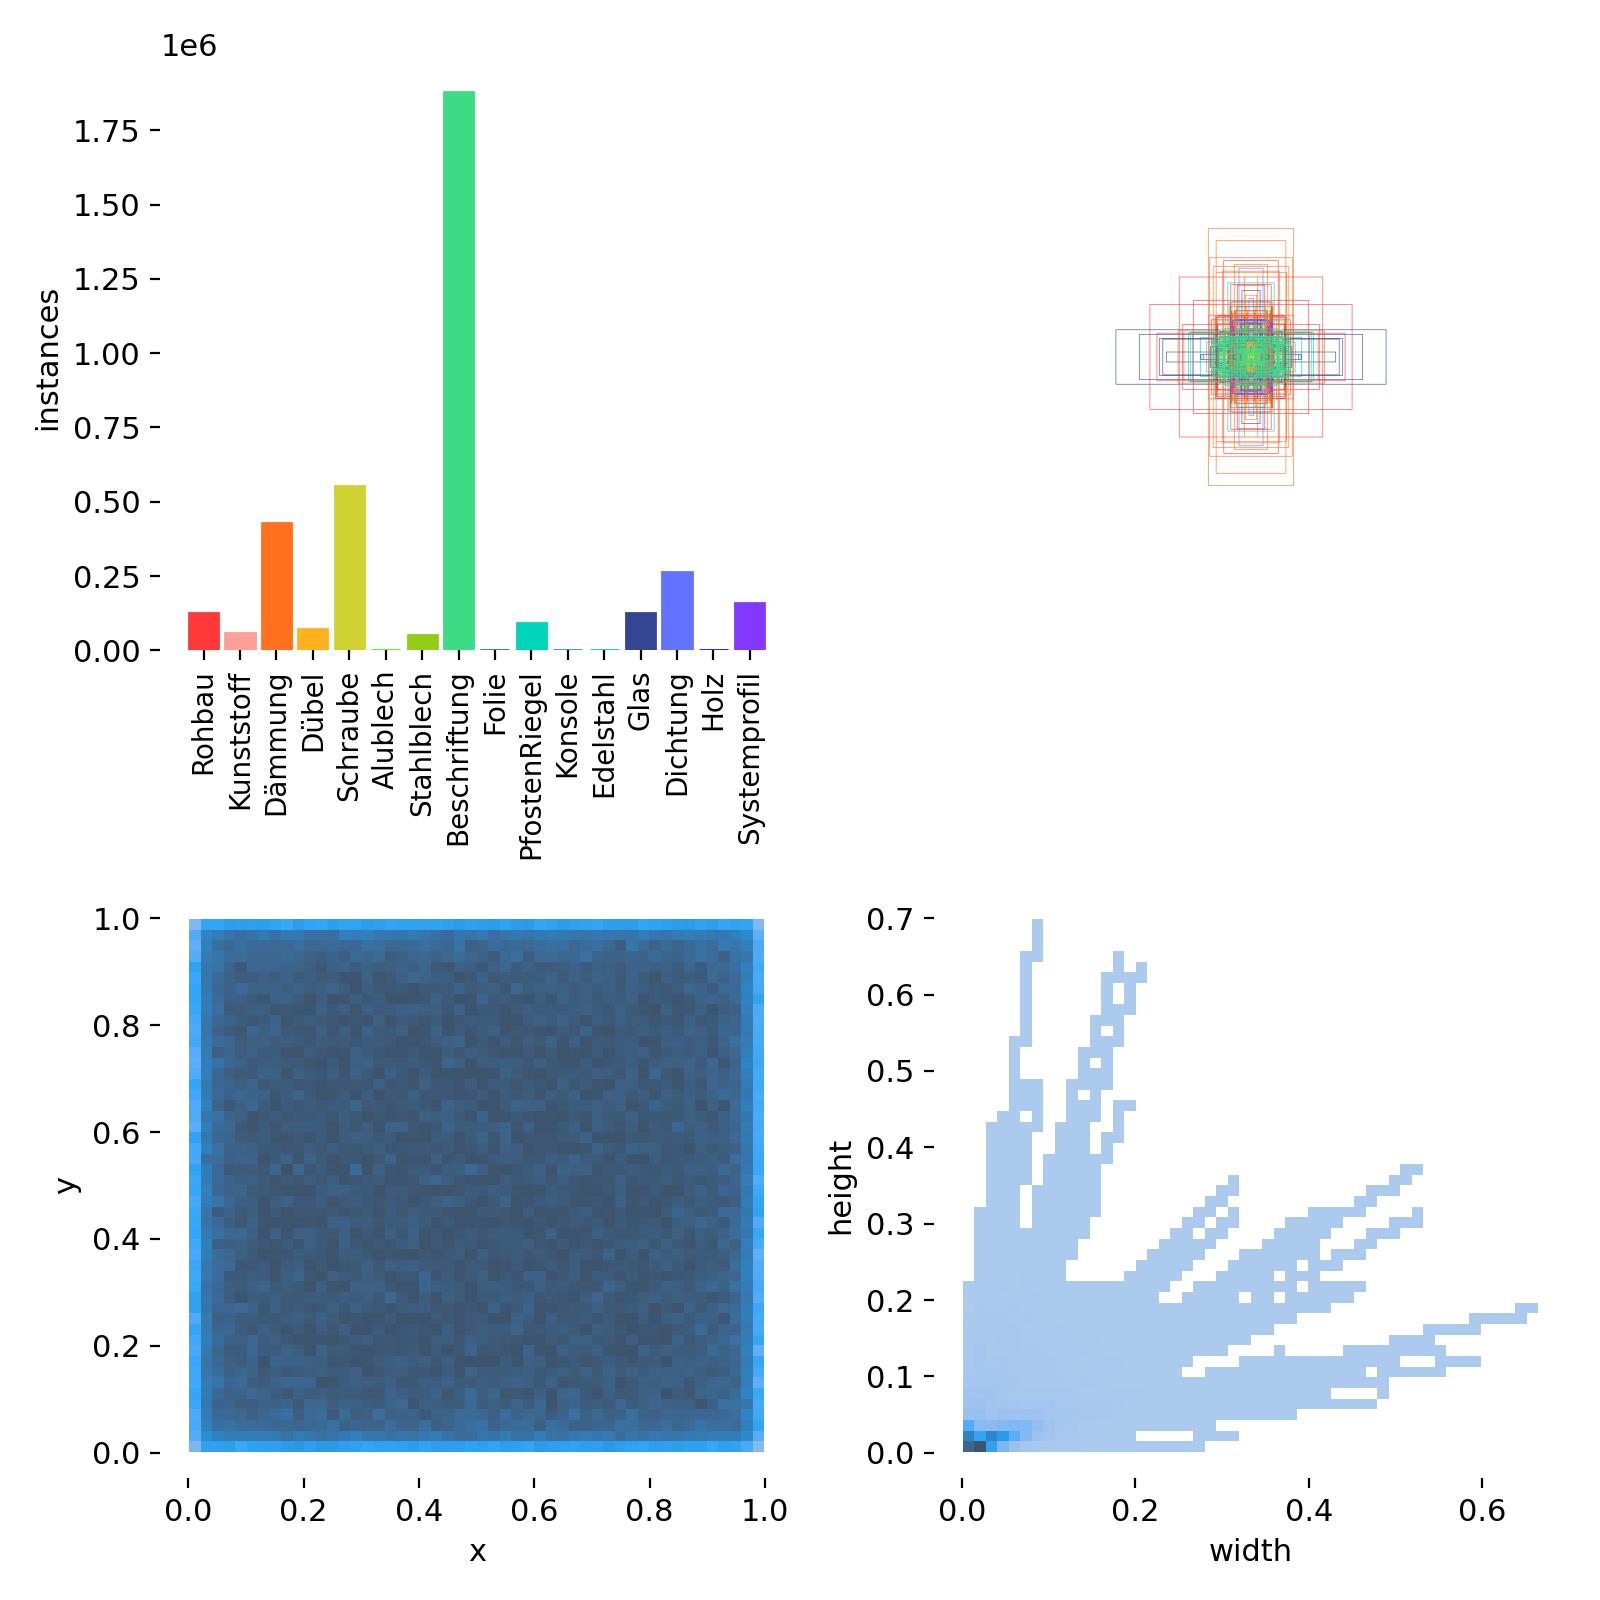 1e6
1.75
1.50
1.25
1.00
0.75
0.50
0.25
0.00
instances
Rohbau
Kunststoff
Dämmung
Dübel
Schraube
Alublech
Stahlblech
Beschriftung
Folie
PfostenRiegel
Konsole
Edelstahl
Glas
Dichtung
Holz
Systemprofil
1.0
0.8
0.6
0.4
0.2
0.0
y
0.0 0.2 0.4 0.6 0.8 1.0
x
0.7
0.6
0.5
0.4
0.3
0.2
0.1
0.0
height
0.0 0.2 0.4 0.6
width